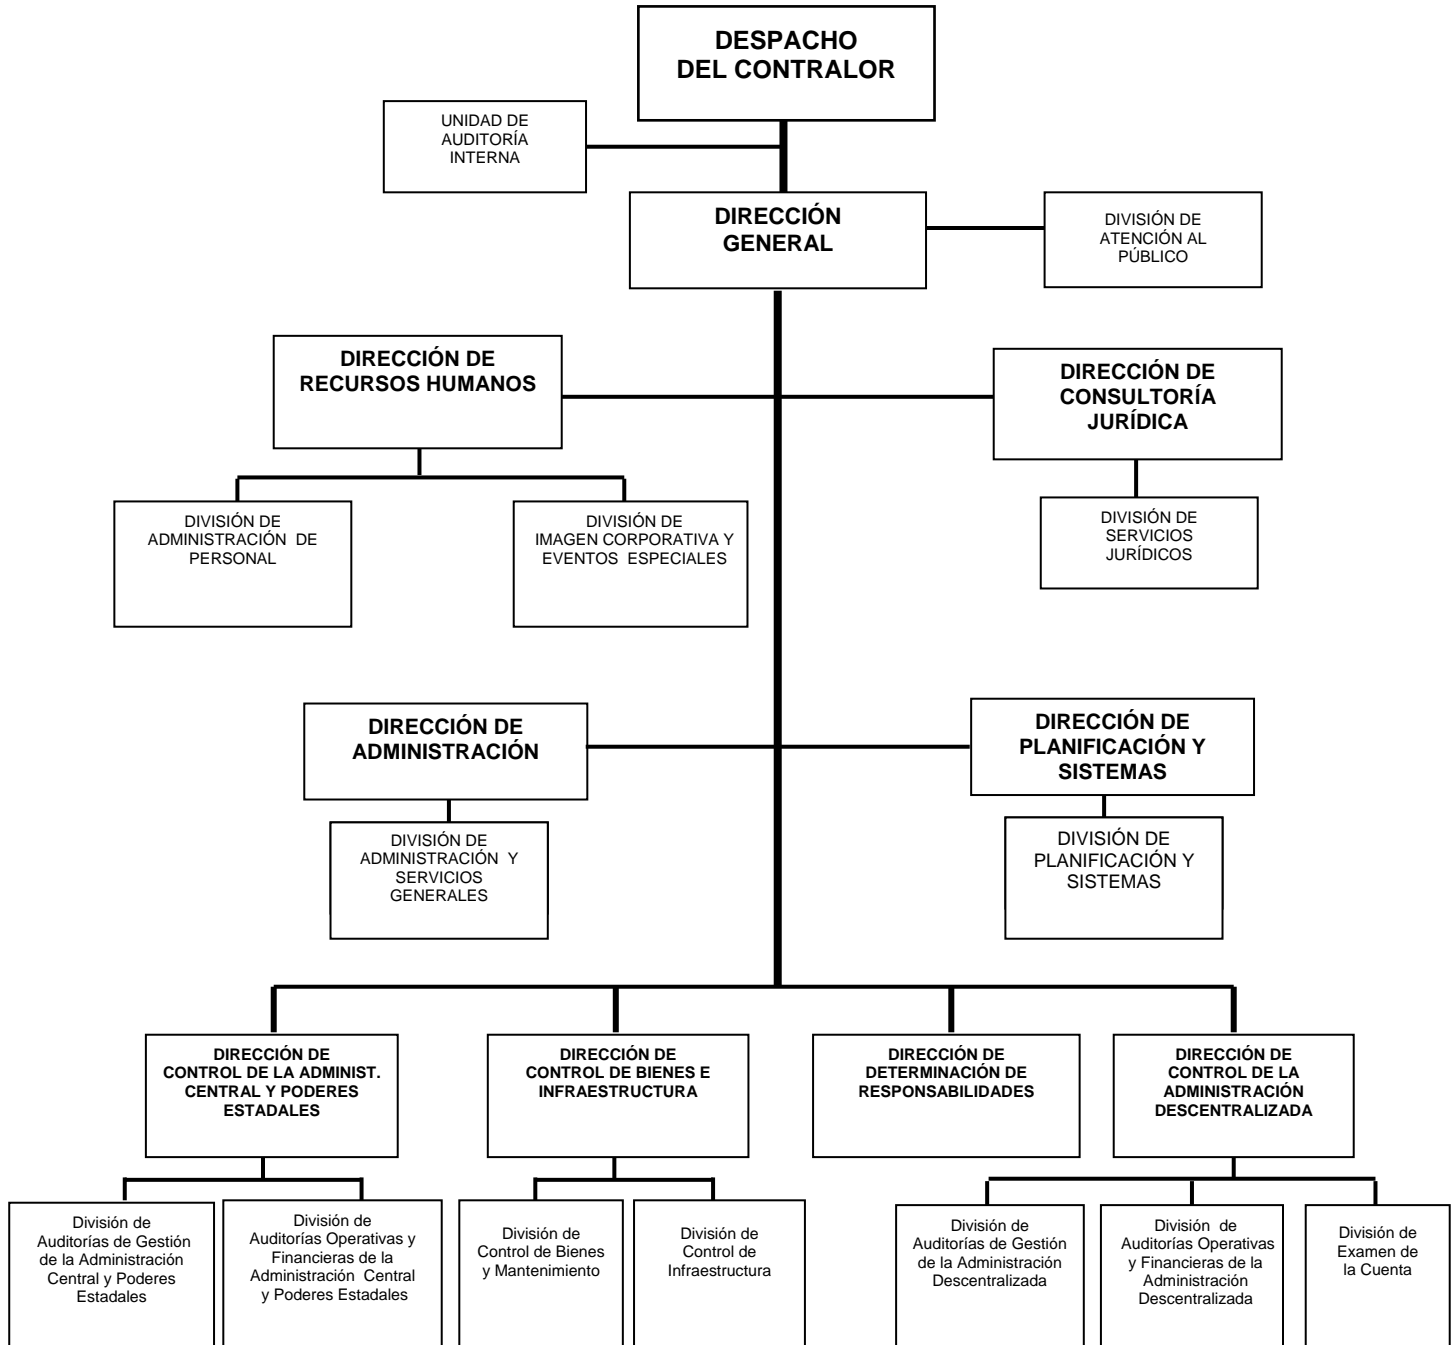 DESPACHO
DEL CONTRALOR
UNIDAD DE
AUDITORÍA
INTERNA
DIRECCIÓN
GENERAL
DIVISIÓN DE
ATENCIÓN AL
PÚBLICO
DIRECCIÓN DE
RECURSOS HUMANOS
DIRECCIÓN DE
CONSULTORÍA
JURÍDICA
DIVISIÓN DE
ADMINISTRACIÓN DE
PERSONAL
DIVISIÓN DE
IMAGEN CORPORATIVA Y
EVENTOS ESPECIALES
DIVISIÓN DE
SERVICIOS
JURÍDICOS
DIRECCIÓN DE
ADMINISTRACIÓN
DIRECCIÓN DE
PLANIFICACIÓN Y
SISTEMAS
DIVISIÓN DE
ADMINISTRACIÓN Y
SERVICIOS
GENERALES
DIVISIÓN DE
PLANIFICACIÓN Y
SISTEMAS
DIRECCIÓN DE
CONTROL DE LA ADMINIST.
CENTRAL Y PODERES
ESTADALES
DIRECCIÓN DE
CONTROL DE BIENES E
INFRAESTRUCTURA
DIRECCIÓN DE
DETERMINACIÓN DE
RESPONSABILIDADES
DIRECCIÓN DE
CONTROL DE LA
ADMINISTRACIÓN
DESCENTRALIZADA
División de
Auditorías de Gestión
de la Administración
Central y Poderes
Estadales
División de
Auditorías Operativas y
Financieras de la
Administración Central
y Poderes Estadales
División de
Control de Bienes
y Mantenimiento
División de
Control de
Infraestructura
División de
Auditorías de Gestión
de la Administración
Descentralizada
División de
Auditorías Operativas
y Financieras de la
Administración
Descentralizada
División de
Examen de
la Cuenta